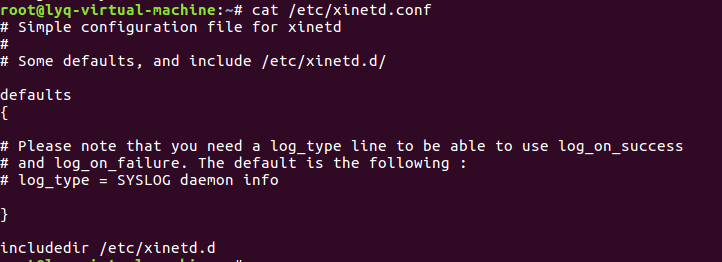 root@lyq-virtual-machine:~# cat /etc/xinetd.conf
# Simple configuration file for xinetd
#
# Some defaults, and include /etc/xinetd.d/
defaults
{
# Please note that you need a log_type line to be able to use log_on_success
# and log_on_failure. The default is the following :
# log_type = SYSLOG daemon info
}
includedir /etc/xinetd.d